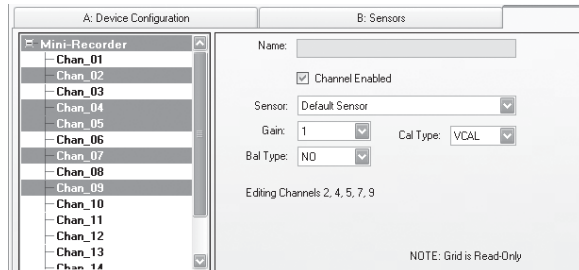 A: Device Configuration
B: Sensors
Mini-Recorder
Chan_01
Chan_02
Chan_03
Chan_04
Chan_05
Chan_06
Chan_07
Chan_08
Chan_09
Chan_10
Chan_11
Chan_12
Chan_13
Chan_14
Name:
Channel Enabled
Sensor: Default Sensor
Gain: 1 Cal Type: VCAL
Bal Type: NO
Editing Channels 2, 4, 5, 7, 9
NOTE: Grid is Read-Only